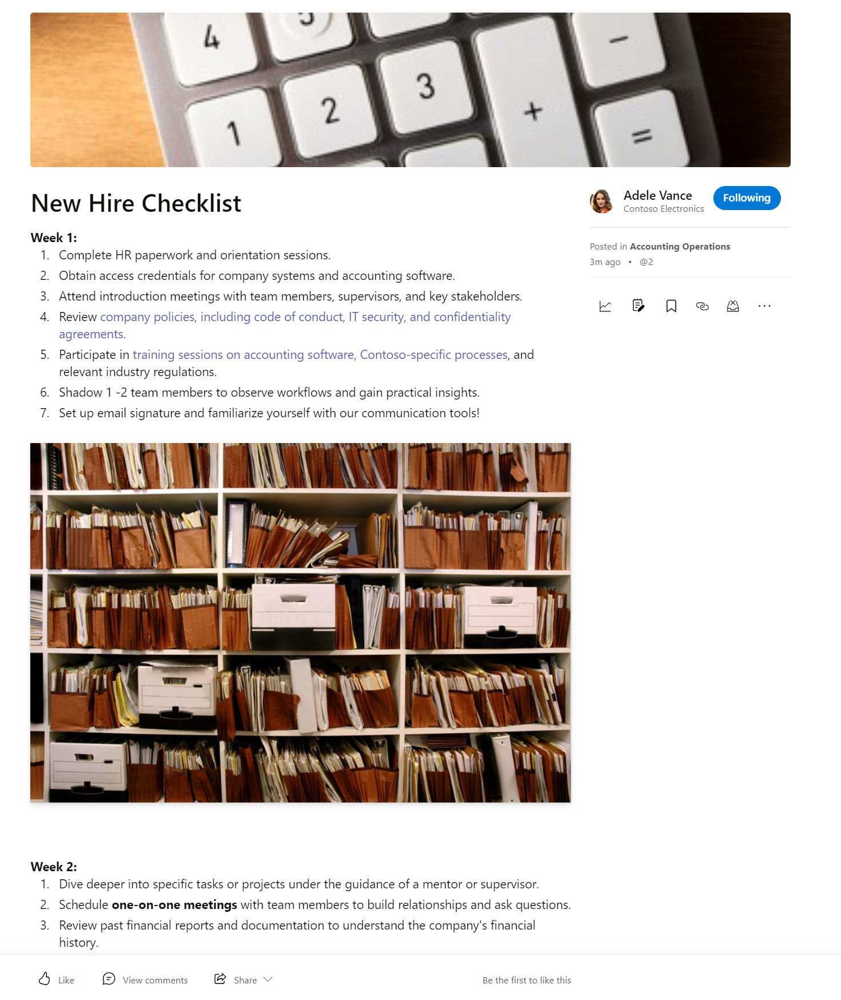 4
5
-
1
2
3
+
=
New Hire Checklist
Adele Vance
Contoso Electronics
Following
Posted in Accounting Operations
3m ago • @2
Week 1:
1. Complete HR paperwork and orientation sessions.
2. Obtain access credentials for company systems and accounting software.
3. Attend introduction meetings with team members, supervisors, and key stakeholders.
4. Review company policies, including code of conduct, IT security, and confidentiality
agreements.
5. Participate in training sessions on accounting software, Contoso-specific processes, and
relevant industry regulations.
6. Shadow 1 -2 team members to observe workflows and gain practical insights.
7. Set up email signature and familiarize yourself with our communication tools!
Week 2:
1. Dive deeper into specific tasks or projects under the guidance of a mentor or supervisor.
2. Schedule one-on-one meetings with team members to build relationships and ask questions.
3. Review past financial reports and documentation to understand the company's financial
history.
Like
View comments
Share
Be the first to like this